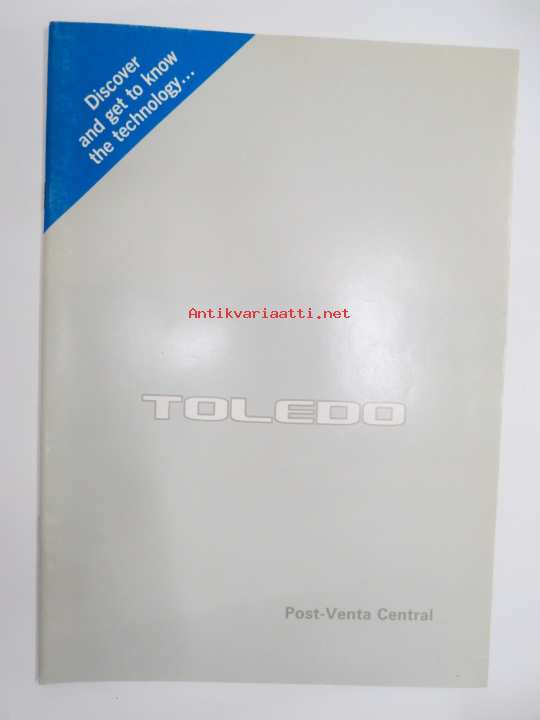 Discover
and get to know
the technology...
Antikvariaatti.net
TOLEDO
Post-Venta Central